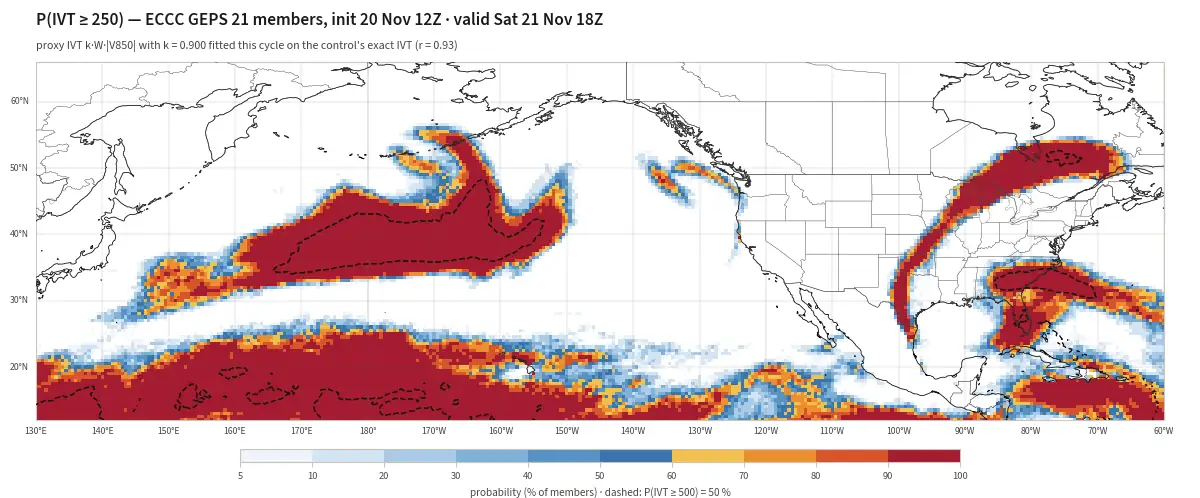 P(IVT ≥ 250) — ECCC GEPS 21 members, init 20 Nov 12Z · valid Sat 21 Nov 18Z
proxy IVT k·W·|V850| with k = 0.900 fitted this cycle on the control's exact IVT (r = 0.93)
60°N
50°N
40°N
30°N
20°N
130°E 140°E 150°E 160°E 170°E 180° 170°W 160°W 150°W 140°W 130°W 120°W 110°W 100°W 90°W 80°W 70°W 60°W
5 10 20 30 40 50 60 70 80 90 100
probability (% of members) · dashed: P(IVT ≥ 500) = 50 %